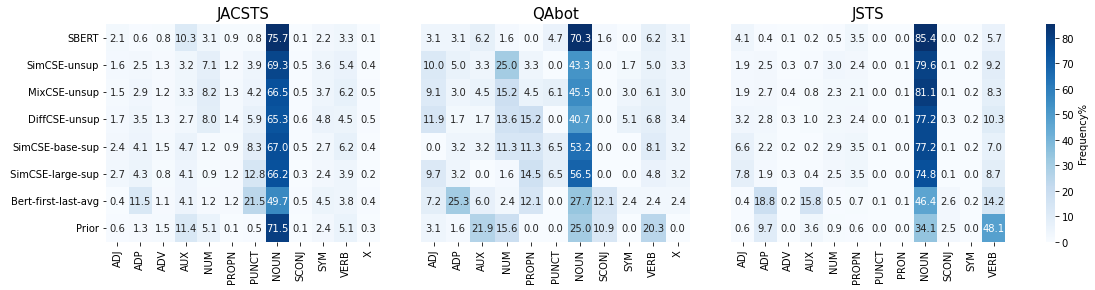 JACSTS QAbot JSTS
SBERT 2.1 0.6 0.8 10.3 3.1 0.9 0.8 75.7 0.1 2.2 3.3 0.1 3.1 3.1 6.2 1.6 0.0 4.7 70.3 1.6 0.0 6.2 3.1 4.1 0.4 0.1 0.2 0.5 3.5 0.0 0.0 85.4 0.0 0.2 5.7 80
SimCSE-unsup 1.6 2.5 1.3 3.2 7.1 1.2 3.9 69.3 0.5 3.6 5.4 0.4 10.0 5.0 3.3 25.0 3.3 0.0 43.3 0.0 1.7 5.0 3.3 1.9 2.5 0.3 0.7 3.0 2.4 0.0 0.0 79.6 0.1 0.2 9.2 70
MixCSE-unsup 1.5 2.9 1.2 3.3 8.2 1.3 4.2 66.5 0.5 3.7 6.2 0.5 9.1 3.0 4.5 15.2 4.5 6.1 45.5 0.0 3.0 6.1 3.0 1.9 2.7 0.4 0.8 2.3 2.1 0.1 0.0 81.1 0.1 0.2 8.3 60
DiffCSE-unsup 1.7 3.5 1.3 2.7 8.0 1.4 5.9 65.3 0.6 4.8 4.5 0.5 11.9 1.7 1.7 13.6 15.2 0.0 40.7 0.0 5.1 6.8 3.4 3.2 2.8 0.3 1.0 2.3 2.4 0.1 0.0 77.2 0.3 0.2 10.3 50
SimCSE-base-sup 2.4 4.1 1.5 4.7 1.2 0.9 8.3 67.0 0.5 2.7 6.2 0.4 0.0 3.2 3.2 11.3 11.3 6.5 53.2 0.0 0.0 8.1 3.2 6.6 2.2 0.2 0.2 2.9 3.5 0.1 0.0 77.2 0.1 0.2 7.0 40
SimCSE-large-sup 2.7 4.3 0.8 4.1 0.9 1.2 12.8 66.2 0.3 2.4 3.9 0.2 9.7 3.2 0.0 1.6 14.5 6.5 56.5 0.0 0.0 4.8 3.2 7.8 1.9 0.3 0.4 2.5 3.5 0.1 0.0 74.8 0.1 0.0 8.7 30
Bert-first-last-avg 0.4 11.5 1.1 4.1 1.2 1.2 21.5 49.7 0.5 4.5 3.8 0.4 7.2 25.3 6.0 2.4 12.1 0.0 27.7 12.1 2.4 2.4 2.4 0.4 18.8 0.2 15.8 0.5 0.7 0.1 0.1 46.4 2.6 0.2 14.2 20
Prior 0.6 1.3 1.5 11.4 5.1 0.1 0.5 71.5 0.1 2.4 5.1 0.3 3.1 1.6 21.9 15.6 0.0 0.0 25.0 10.9 0.0 20.3 0.0 0.6 9.7 0.0 3.6 0.9 0.6 0.0 0.0 34.1 2.5 0.0 48.1 10
0
Frequency%
ADJ ADP ADV AUX NUM PROPN PUNCT NOUN SCONJ SYM VERB X ADJ ADP AUX NUM PROPN PUNCT NOUN SCONJ SYM VERB X ADJ ADP ADV AUX NUM PROPN PUNCT PRON NOUN SCONJ SYM VERB